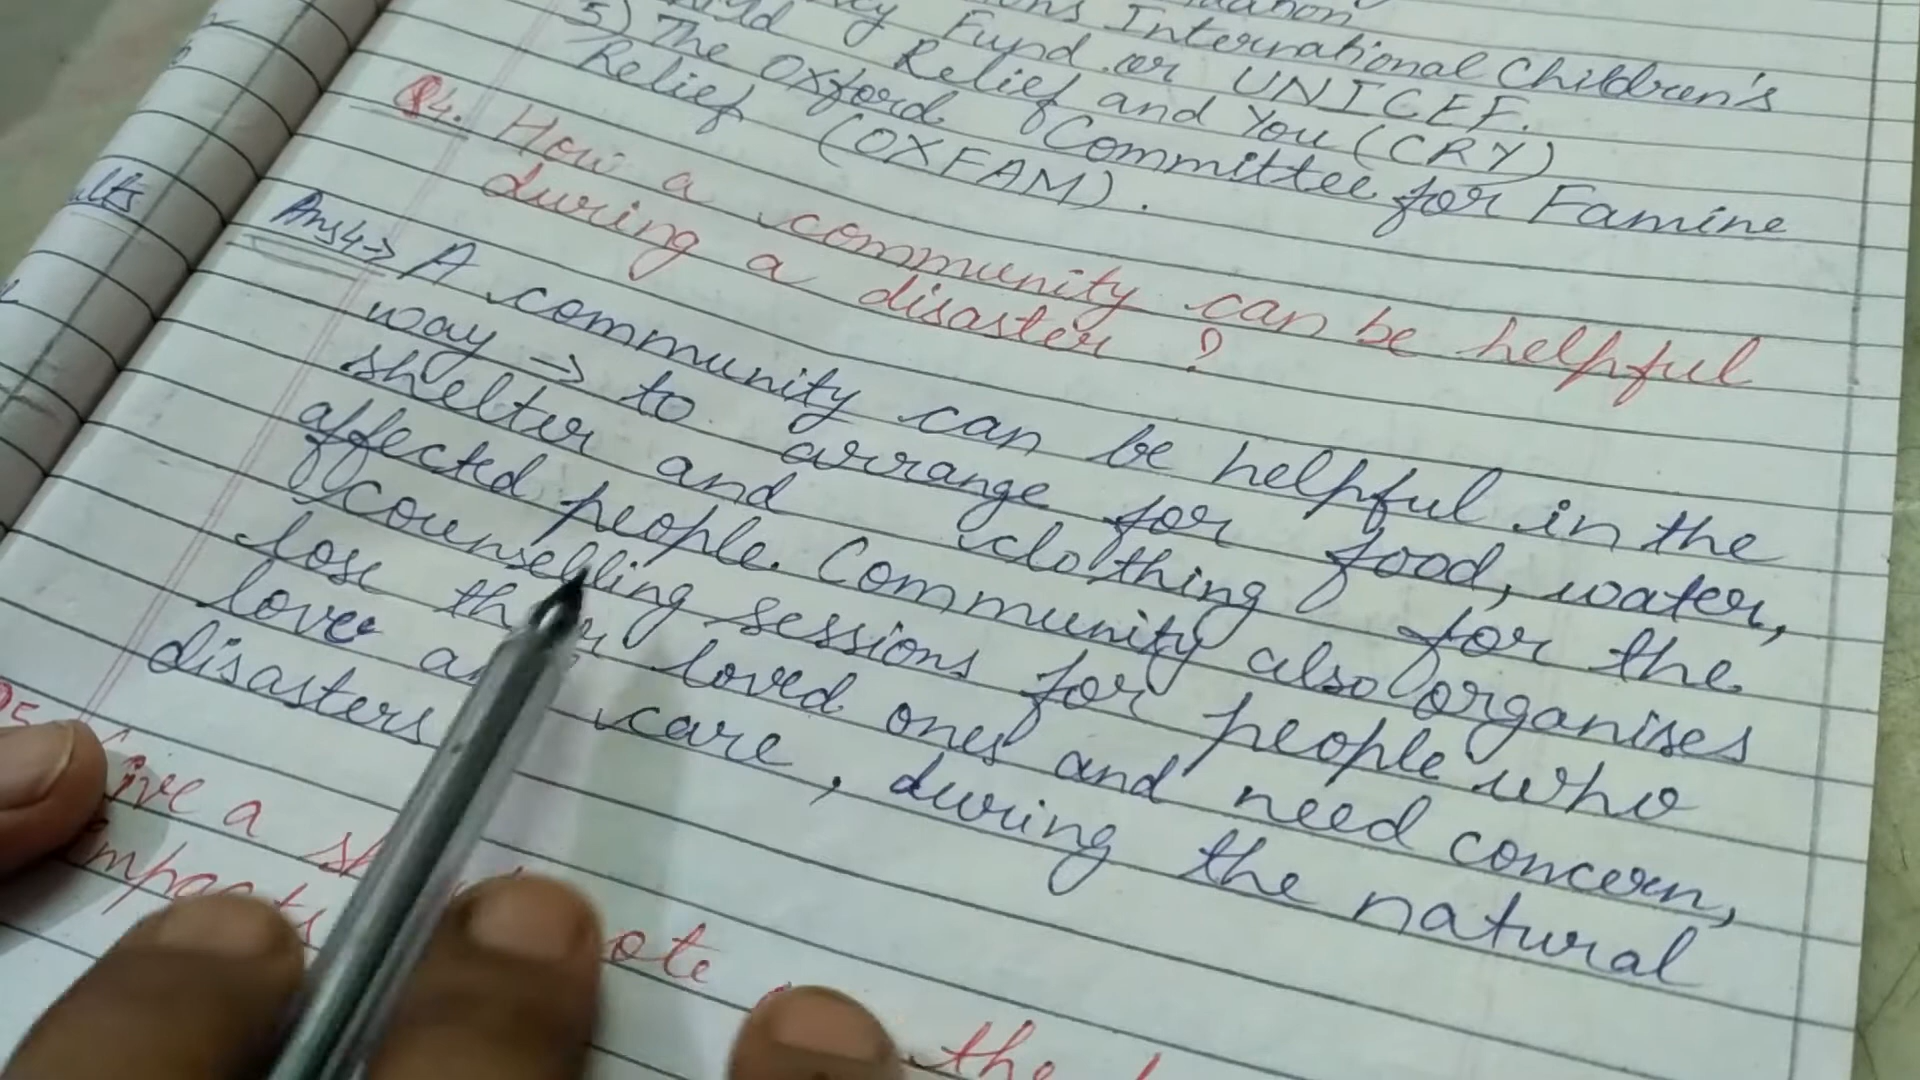 International Children's
Fund or UNICEF.
Relief and You (CRY)
5) The Oxford Committee for Famine
Relief (OXFAM).
Q4. How a community can be helpful
during a disaster ?
Ans4→ A community can be helpful in the
way → to arrange for food, water,
shelter and clothing for the
affected people. Community also organises
counselling sessions for people who
lose loved ones and need concern,
love care, during the natural
disasters
a
ote
the